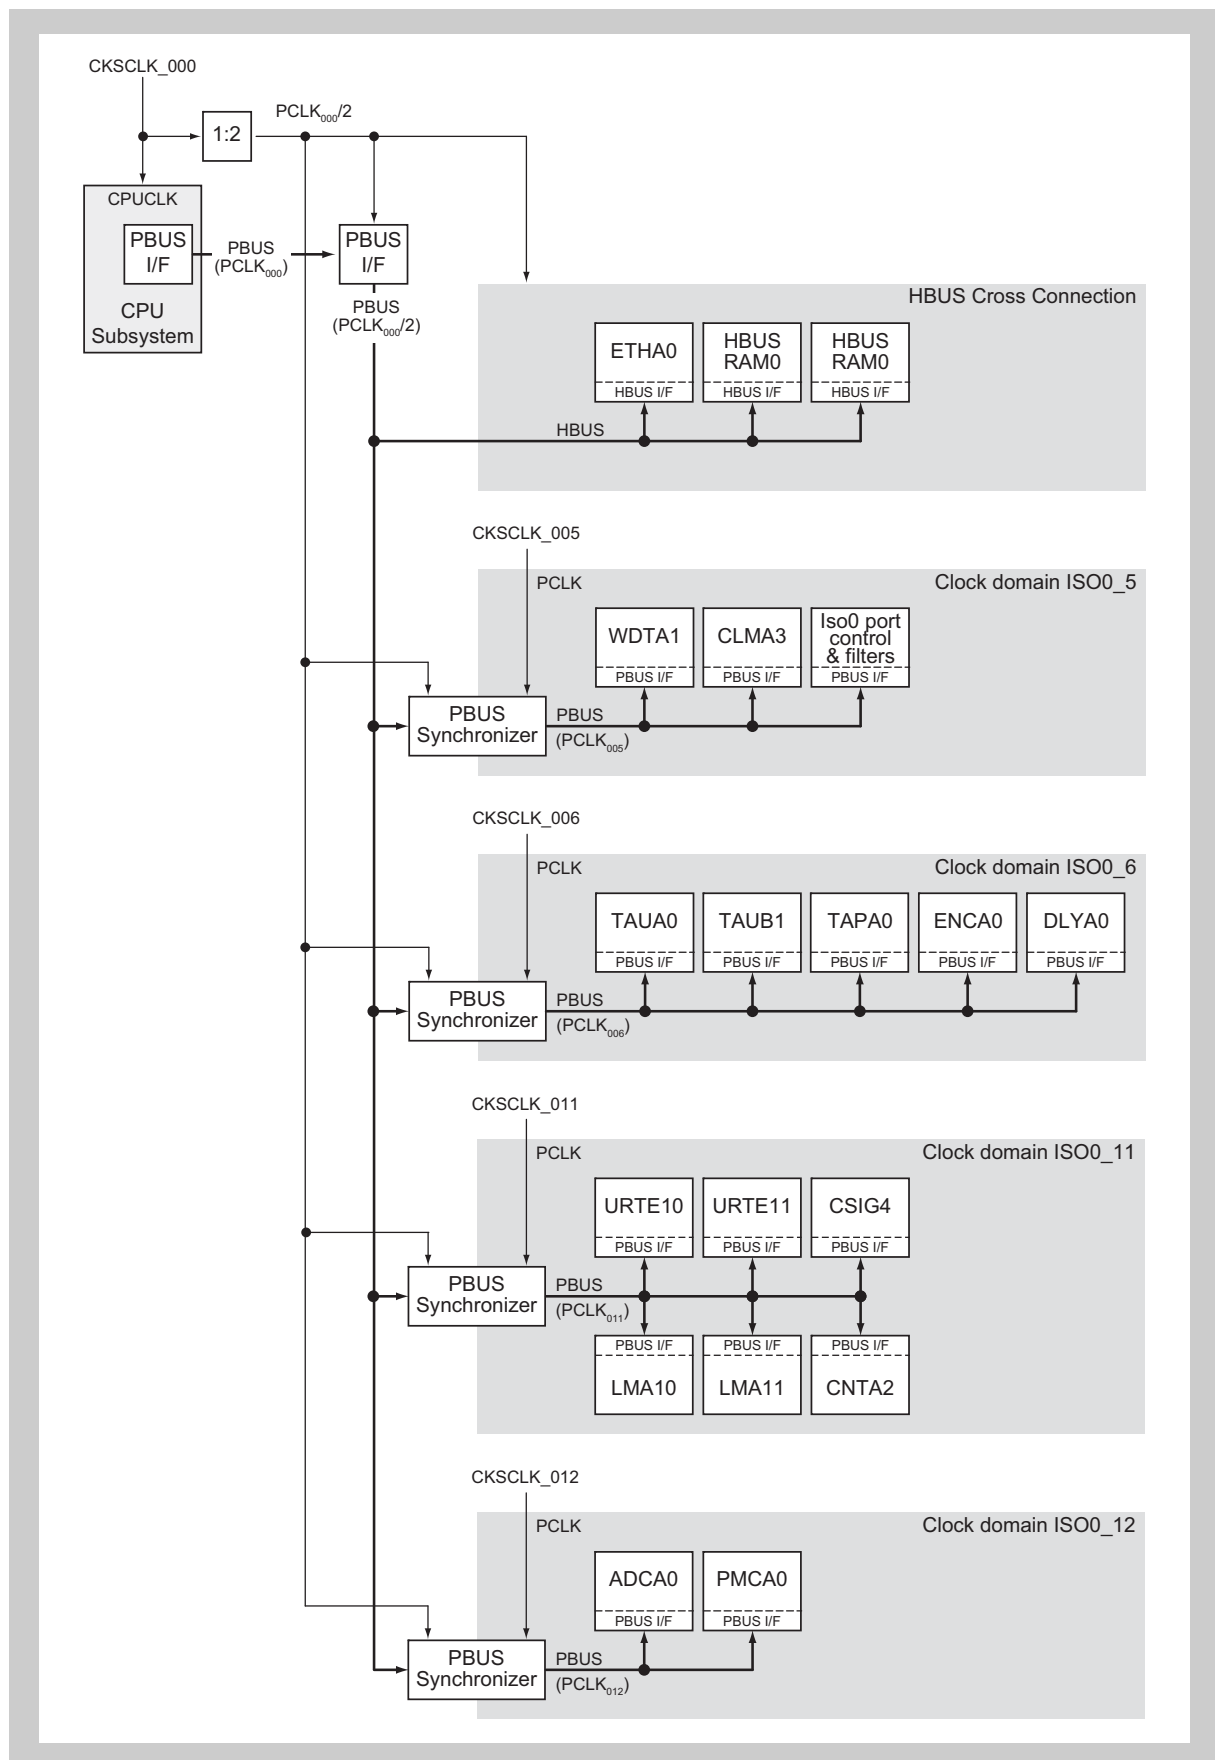 CKSCLK_000
PCLK000/2
1:2
CPUCLK
PBUS
I/F
CPU
Subsystem
PBUS
(PCLK000)
PBUS
I/F
PBUS
(PCLK000/2)
HBUS Cross Connection
ETHA0
HBUS I/F
HBUS
RAM0
HBUS I/F
HBUS
RAM0
HBUS I/F
HBUS
CKSCLK_005
PCLK
Clock domain ISO0_5
WDTA1
PBUS I/F
CLMA3
PBUS I/F
Iso0 port
control
& filters
PBUS I/F
PBUS
Synchronizer
PBUS
(PCLK005)
CKSCLK_006
PCLK
Clock domain ISO0_6
TAUA0
PBUS I/F
TAUB1
PBUS I/F
TAPA0
PBUS I/F
ENCA0
PBUS I/F
DLYA0
PBUS I/F
PBUS
Synchronizer
PBUS
(PCLK006)
CKSCLK_011
PCLK
Clock domain ISO0_11
URTE10
PBUS I/F
URTE11
PBUS I/F
CSIG4
PBUS I/F
PBUS
Synchronizer
PBUS
(PCLK011)
PBUS I/F
LMA10
PBUS I/F
LMA11
PBUS I/F
CNTA2
CKSCLK_012
PCLK
Clock domain ISO0_12
ADCA0
PBUS I/F
PMCA0
PBUS I/F
PBUS
Synchronizer
PBUS
(PCLK012)